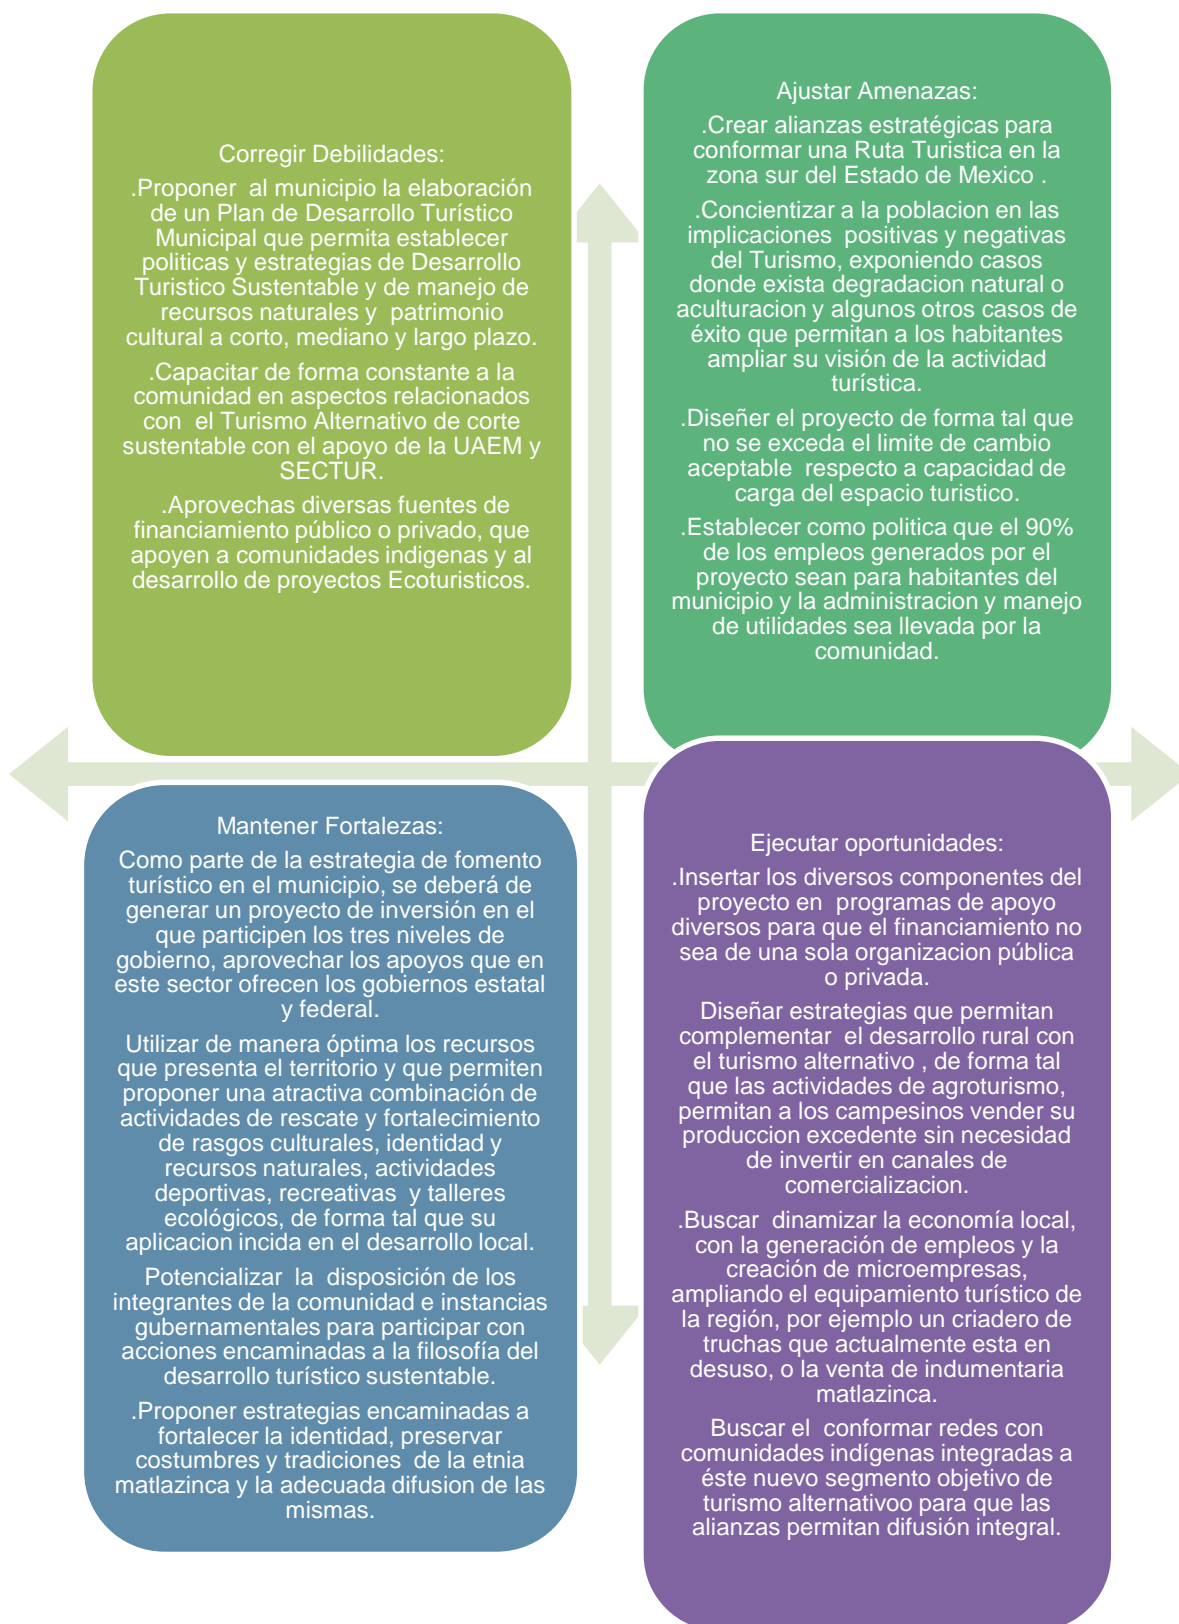 Corregir Debilidades:
.Proponer al municipio la elaboración
de un Plan de Desarrollo Turístico
Municipal que permita establecer
politicas y estrategias de Desarrollo
Turistico Sustentable y de manejo de
recursos naturales y patrimonio
cultural a corto, mediano y largo plazo.
.Capacitar de forma constante a la
comunidad en aspectos relacionados
con el Turismo Alternativo de corte
sustentable con el apoyo de la UAEM y
SECTUR.
.Aprovechas diversas fuentes de
financiamiento público o privado, que
apoyen a comunidades indigenas y al
desarrollo de proyectos Ecoturisticos.
Ajustar Amenazas:
.Crear alianzas estratégicas para
conformar una Ruta Turistica en la
zona sur del Estado de Mexico .
.Concientizar a la poblacion en las
implicaciones positivas y negativas
del Turismo, exponiendo casos
donde exista degradacion natural o
aculturacion y algunos otros casos de
éxito que permitan a los habitantes
ampliar su visión de la actividad
turística.
.Diseñer el proyecto de forma tal que
no se exceda el limite de cambio
aceptable respecto a capacidad de
carga del espacio turistico.
.Establecer como politica que el 90%
de los empleos generados por el
proyecto sean para habitantes del
municipio y la administracion y manejo
de utilidades sea llevada por la
comunidad.
Mantener Fortalezas:
Como parte de la estrategia de fomento
turístico en el municipio, se deberá de
generar un proyecto de inversión en el
que participen los tres niveles de
gobierno, aprovechar los apoyos que en
este sector ofrecen los gobiernos estatal
y federal.
Utilizar de manera óptima los recursos
que presenta el territorio y que permiten
proponer una atractiva combinación de
actividades de rescate y fortalecimiento
de rasgos culturales, identidad y
recursos naturales, actividades
deportivas, recreativas y talleres
ecológicos, de forma tal que su
aplicacion incida en el desarrollo local.
Potencializar la disposición de los
integrantes de la comunidad e instancias
gubernamentales para participar con
acciones encaminadas a la filosofía del
desarrollo turístico sustentable.
.Proponer estrategias encaminadas a
fortalecer la identidad, preservar
costumbres y tradiciones de la etnia
matlazinca y la adecuada difusion de las
mismas.
Ejecutar oportunidades:
.Insertar los diversos componentes del
proyecto en programas de apoyo
diversos para que el financiamiento no
sea de una sola organizacion pública
o privada.
Diseñar estrategias que permitan
complementar el desarrollo rural con
el turismo alternativo , de forma tal
que las actividades de agroturismo,
permitan a los campesinos vender su
produccion excedente sin necesidad
de invertir en canales de
comercializacion.
.Buscar dinamizar la economía local,
con la generación de empleos y la
creación de microempresas,
ampliando el equipamiento turístico de
la región, por ejemplo un criadero de
truchas que actualmente esta en
desuso, o la venta de indumentaria
matlazinca.
Buscar el conformar redes con
comunidades indígenas integradas a
éste nuevo segmento objetivo de
turismo alternativoo para que las
alianzas permitan difusión integral.